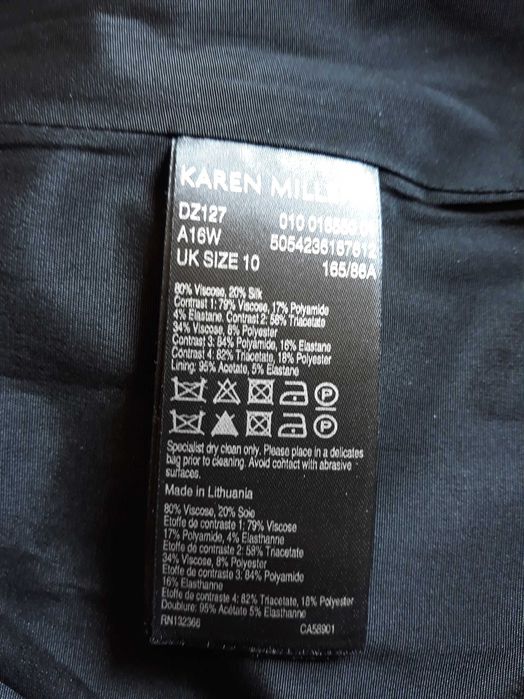 KAREN MILLEN
DZ127
A16W 5054236187612
UK SIZE 10 165/86A
80% Viscose, 20% Silk
Contrast 1: 79% Viscose, 17% Polyamide
4% Elastane. Contrast 2: 58% Triacetate
34% Viscose, 8% Polyester
Contrast 3: 84% Polyamide, 16% Elastane
Contrast 4: 82% Triacetate, 18% Polyester
Lining: 95% Acetate, 5% Elastane
P
P
Specialist dry clean only. Please place in a delicates
bag prior to cleaning. Avoid contact with abrasive
surfaces.
Made in Lithuania
80% Viscose, 20% Soie
Etoffe de contraste 1: 79% Viscose
17% Polyamide, 4% Elasthanne
Etoffe de contraste 2: 58% Triacetate
34% Viscose, 8% Polyester
Etoffe de contraste 3: 84% Polyamide
16% Elasthanne
Etoffe de contraste 4: 82% Triacetate, 18% Polyester
Doublure: 95% Acétate 5% Elasthanne
RN132366 CA58901